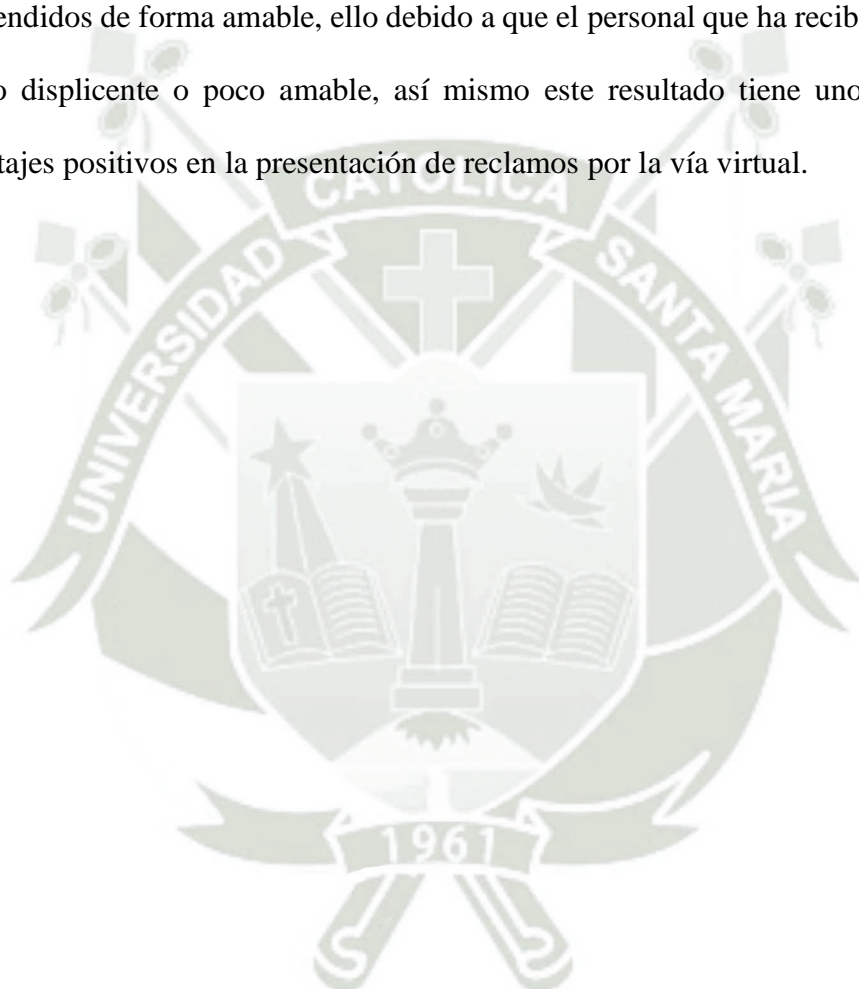 endidos de forma amable, ello debido a que el personal que ha recib
o displicente o poco amable, así mismo este resultado tiene uno
tajes positivos en la presentación de reclamos por la vía virtual.
UNIVERSIDAD CATOLICA SANTA MARIA
1961